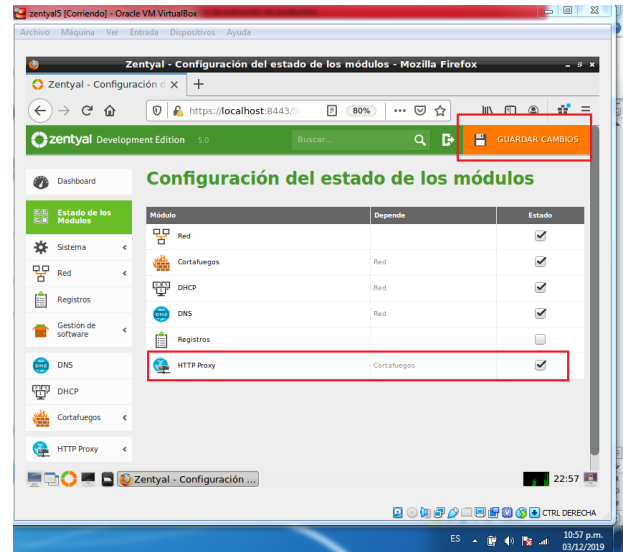 zentyal5 [Corriendo] - Oracle VM VirtualBox
Archivo Máquina Ver Entrada Dispositivos Ayuda
Zentyal - Configuración del estado de los módulos - Mozilla Firefox
Zentyal - Configuración d
https://localhost:8443/S
80%
zentyal Development Edition 5.0
Buscar...
GUARDAR CAMBIOS
Configuración del estado de los módulos
Dashboard
Estado de los Módulos
Sistema
Red
Registros
Gestión de software
DNS
DHCP
Cortafuegos
HTTP Proxy
Módulo Depende Estado
Red
Cortafuegos Red
DHCP Red
DNS Red
Registros
HTTP Proxy Cortafuegos
Zentyal - Configuración ...
22:57
CTRL DERECHA
ES
10:57 p.m.
03/12/2019